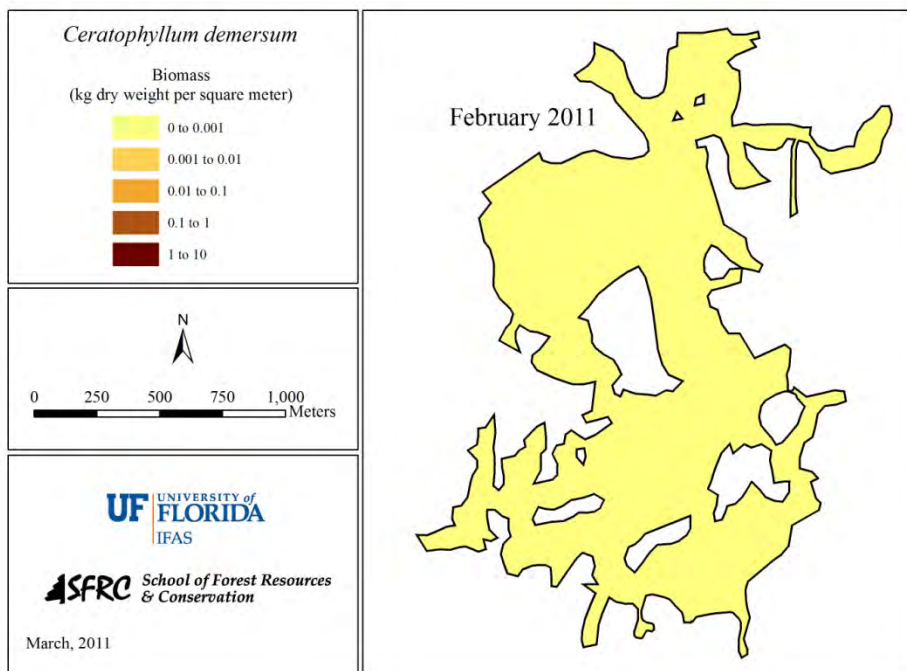 Ceratophyllum demersum
Biomass
(kg dry weight per square meter)
0 to 0.001
0.001 to 0.01
0.01 to 0.1
0.1 to 1
1 to 10
N
0 250 500 750 1,000
Meters
UF UNIVERSITY of
FLORIDA
IFAS
SFRC School of Forest Resources
& Conservation
March, 2011
February 2011